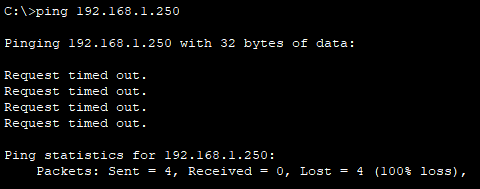 C:\>ping 192.168.1.250
Pinging 192.168.1.250 with 32 bytes of data:
Request timed out.
Request timed out.
Request timed out.
Request timed out.
Ping statistics for 192.168.1.250:
    Packets: Sent = 4, Received = 0, Lost = 4 (100% loss),